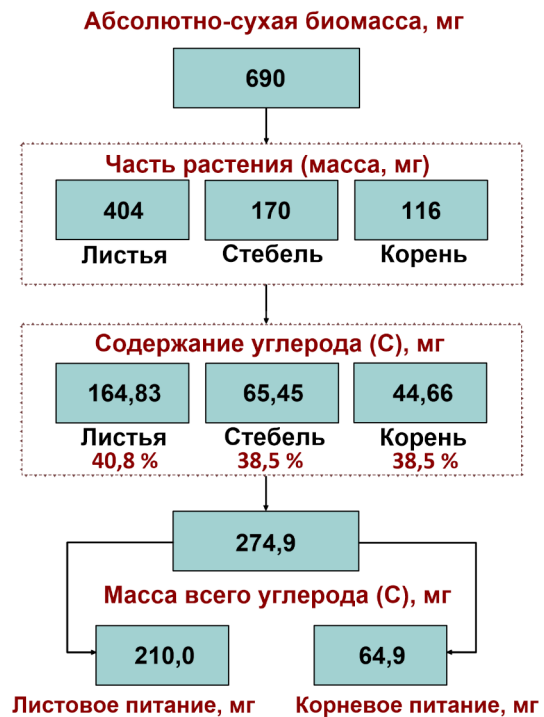 Абсолютно-сухая биомасса, мг
690
Часть растения (масса, мг)
404 170 116
Листья Стебель Корень
Содержание углерода (С), мг
164,83 65,45 44,66
Листья Стебель Корень
40,8 % 38,5 % 38,5 %
274,9
Масса всего углерода (С), мг
210,0 64,9
Листовое питание, мг Корневое питание, мг